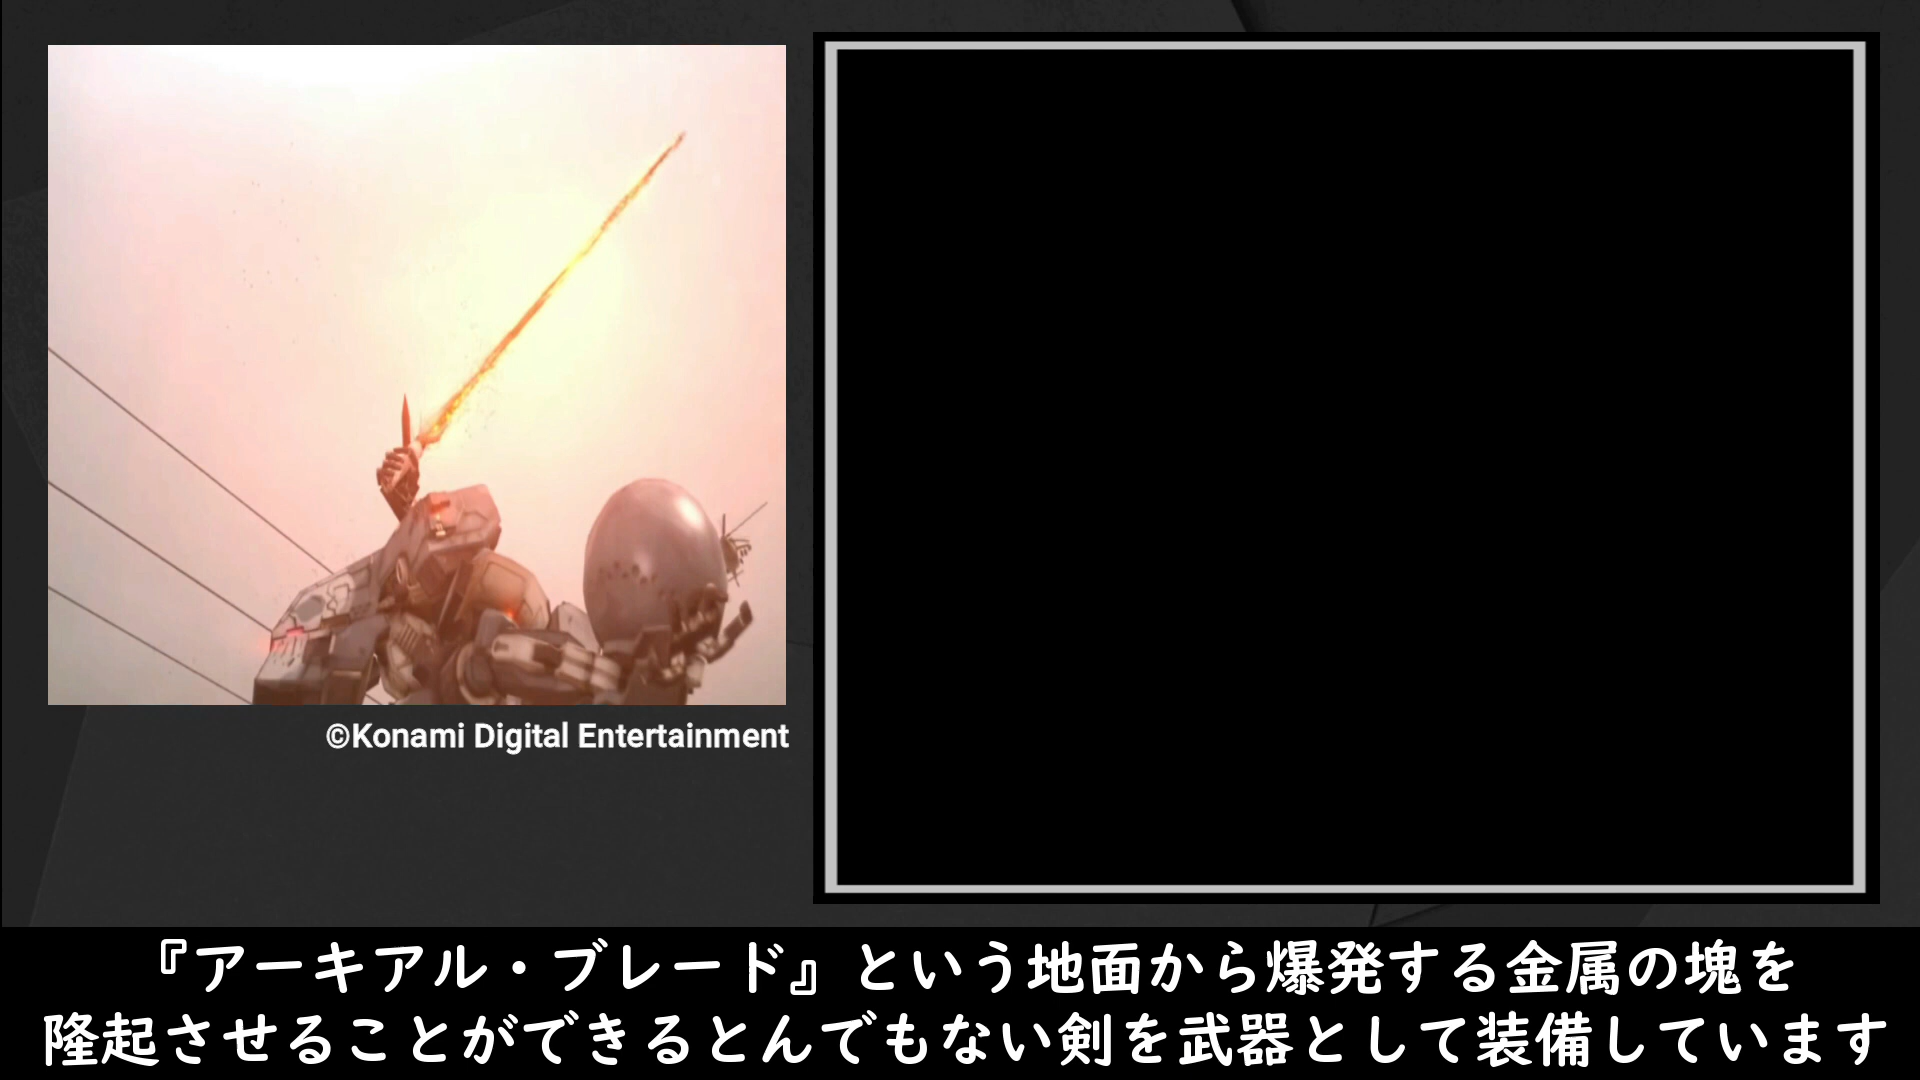 ©Konami Digital Entertainment
『アーキアル・ブレード』という地面から爆発する金属の塊を
隆起させることができるとんでもない剣を武器として装備しています